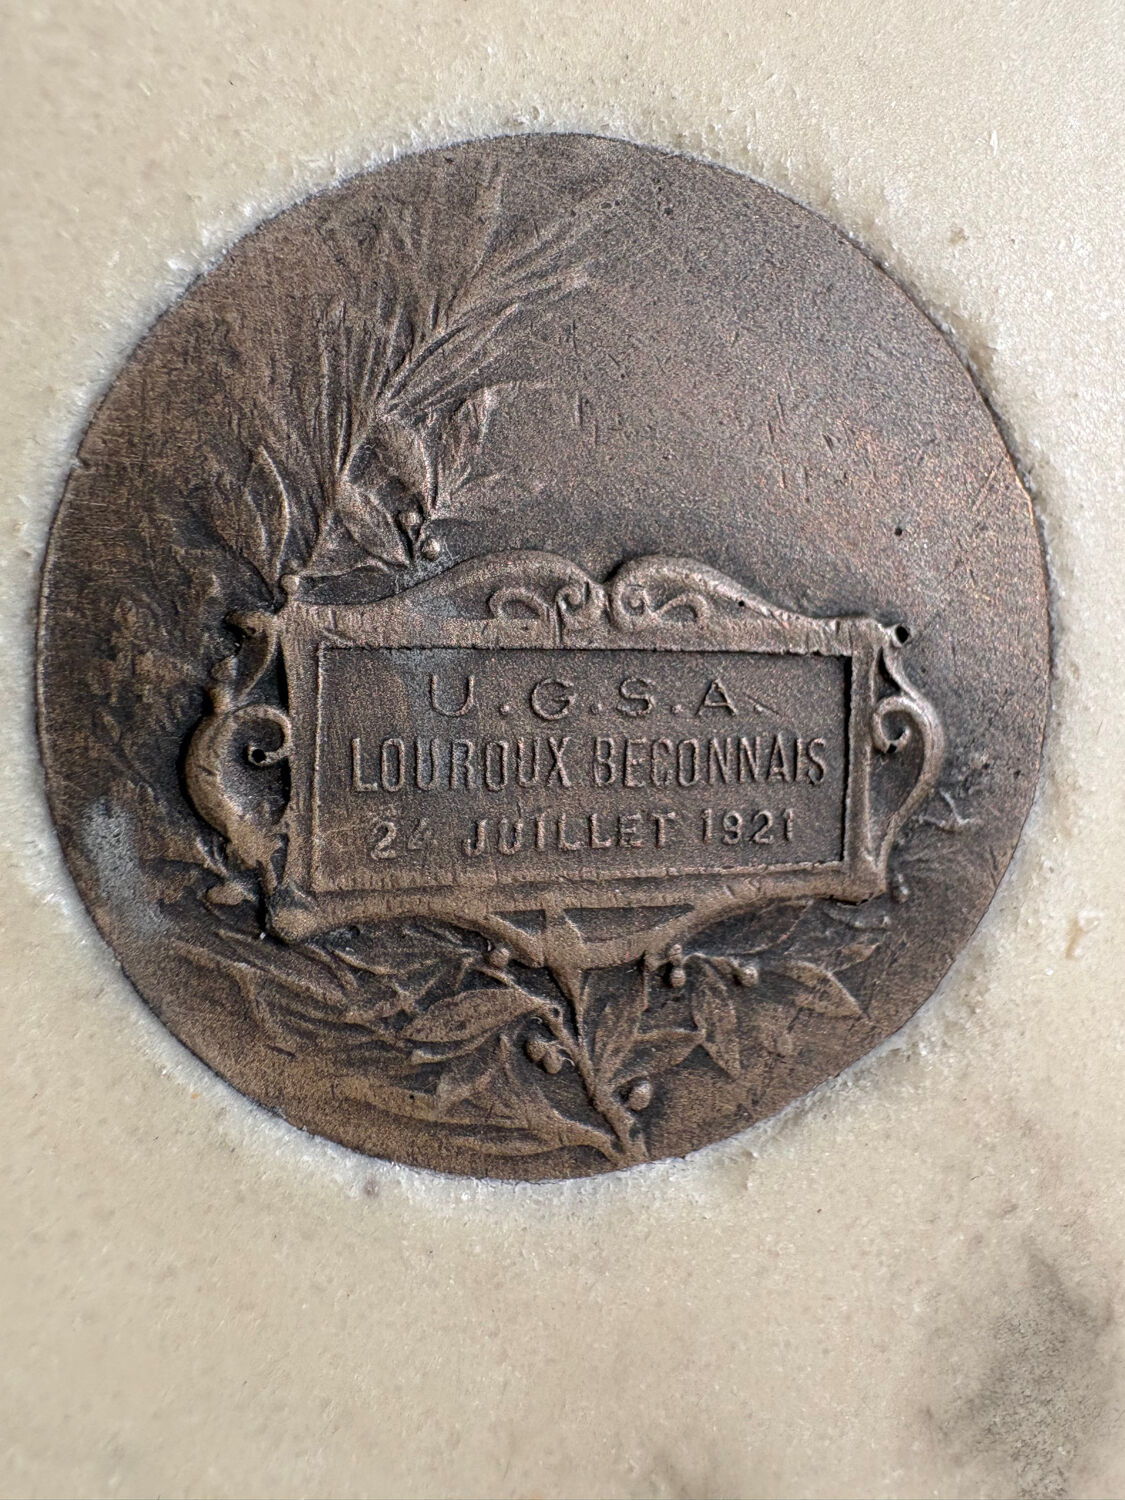 U.G.S.A.
LOUROUX BECONNAIS
24 JUILLET 1921